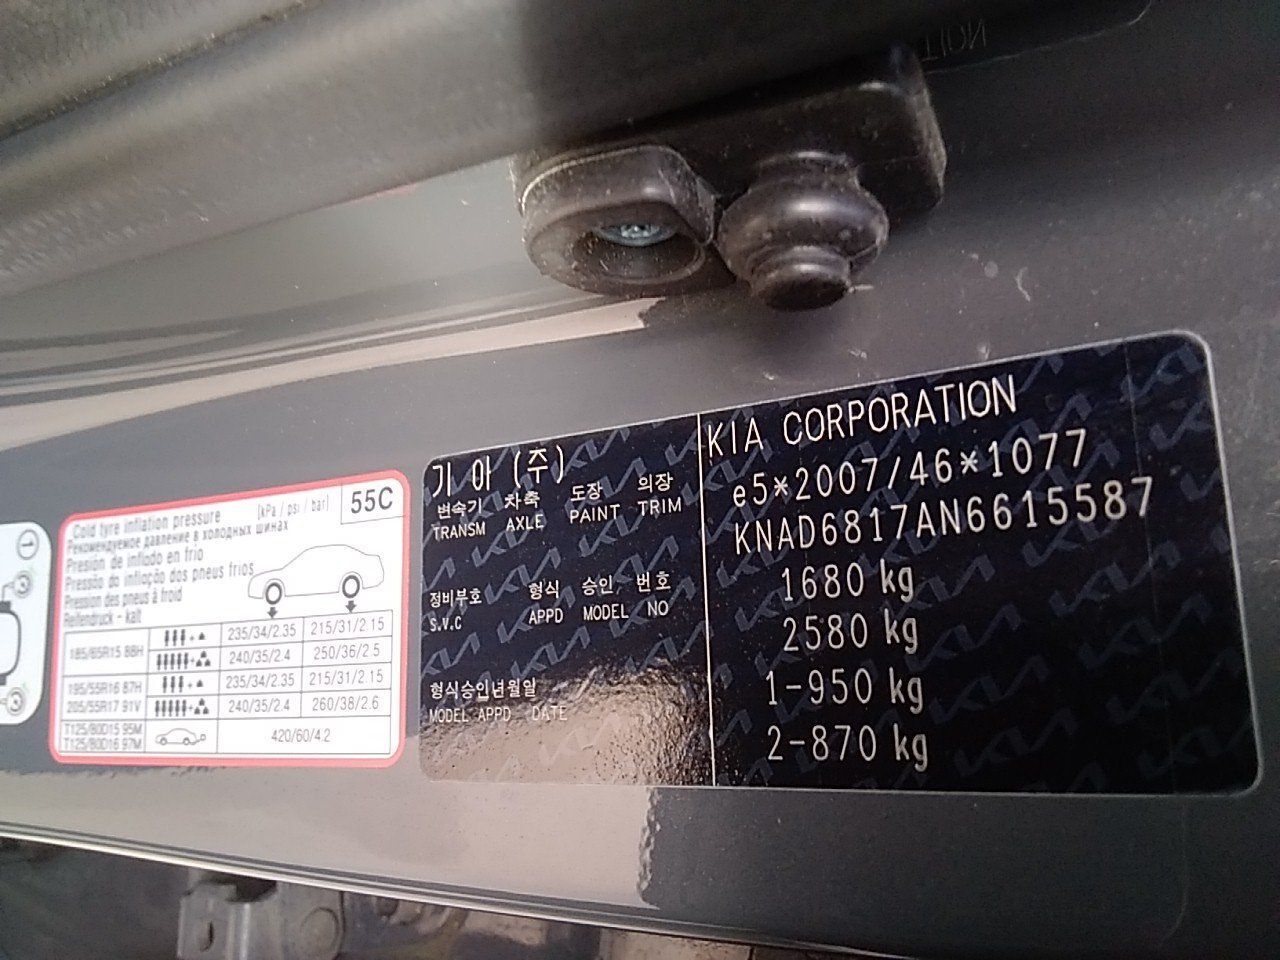 Cold tyre inflation pressure [kPa / psi / bar] 55C
Рекомендуемое давление в холодных шинах
Presion de inflado en frio
Pressão do inflação dos pneus frios
Pression des pneus à froid
Reifendruck - kalt
185/65R15 88H 235/34/2.35 215/31/2.15
240/35/2.4 250/36/2.5
195/55R16 87H 235/34/2.35 215/31/2.15
205/55R17 91V 240/35/2.4 260/38/2.6
T125/80D15 95M
T125/80D16 97M 420/60/4.2
기아(주)
변속기 차축 도장 의장
TRANSM AXLE PAINT TRIM
정비부호 형식 승인 번호
S.V.C APPD MODEL NO
형식승인년월일
MODEL APPD DATE
KIA CORPORATION
e5*2007/46*1077
KNAD6817AN6615587
1680 kg
2580 kg
1-950 kg
2-870 kg